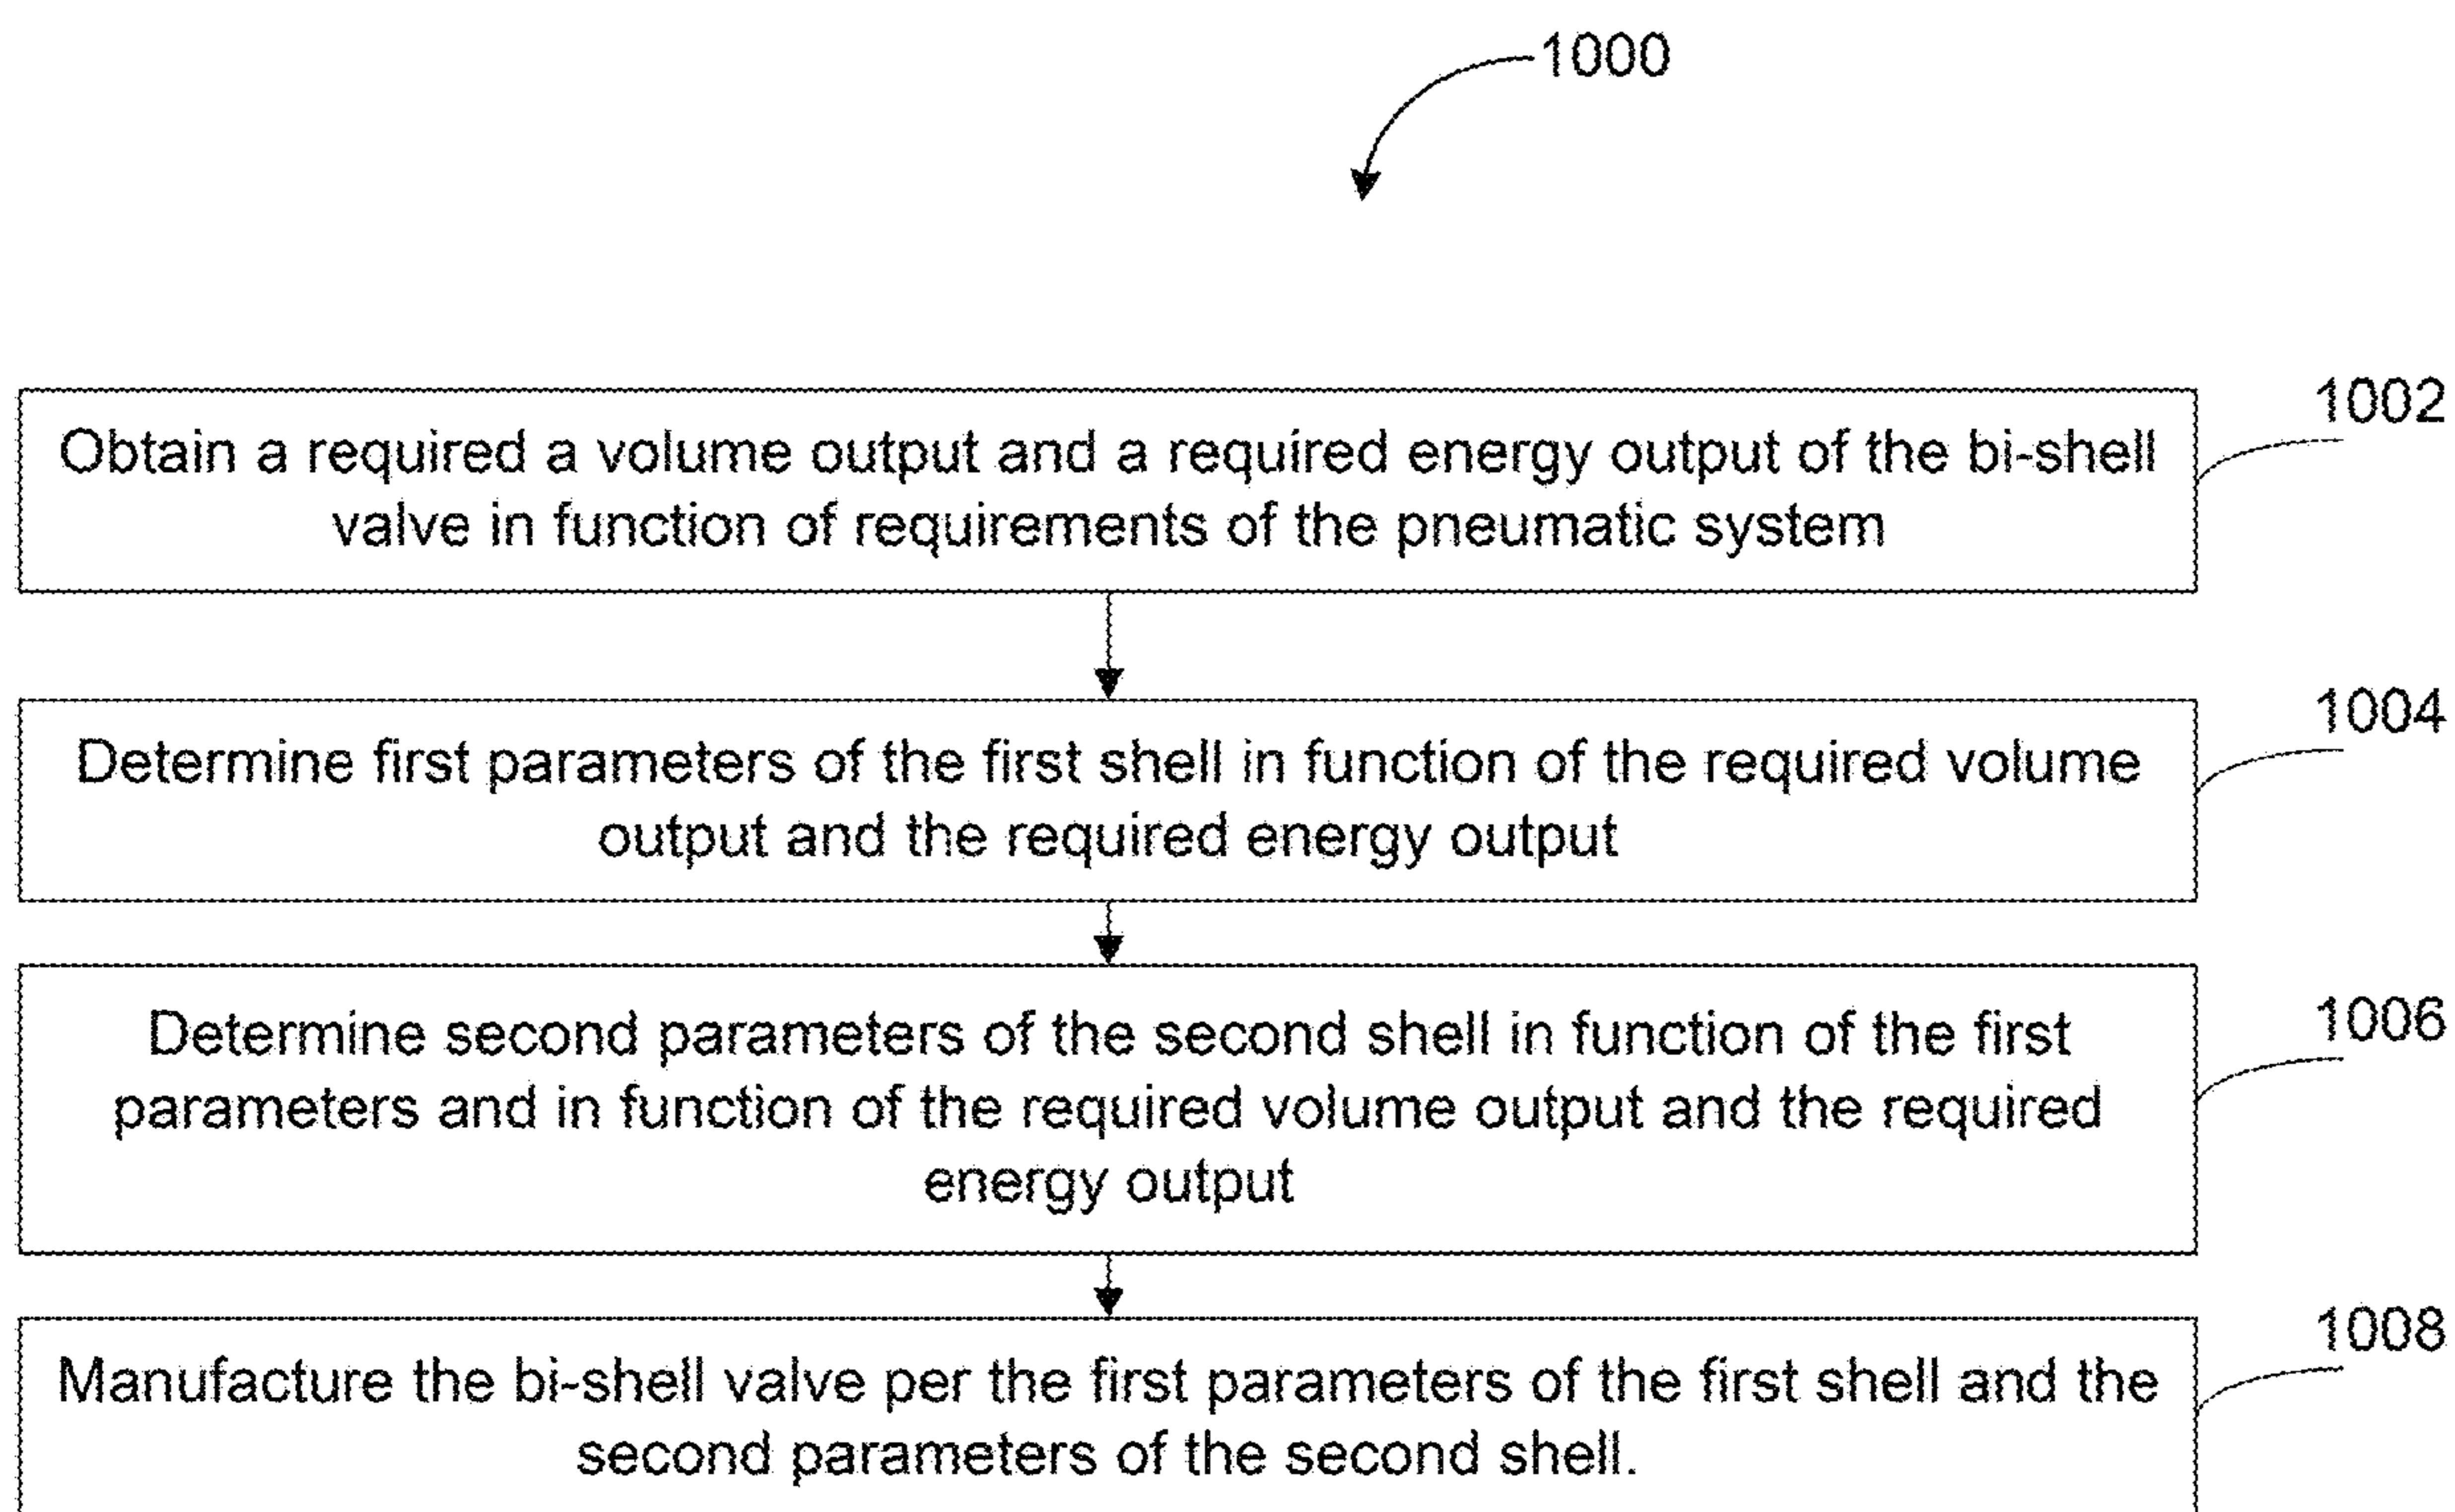 1000
1002
Obtain a required a volume output and a required energy output of the bi-shell
valve in function of requirements of the pneumatic system
1004
Determine first parameters of the first shell in function of the required volume
output and the required energy output
1006
Determine second parameters of the second shell in function of the first
parameters and in function of the required volume output and the required
energy output
1008
Manufacture the bi-shell valve per the first parameters of the first shell and the
second parameters of the second shell.